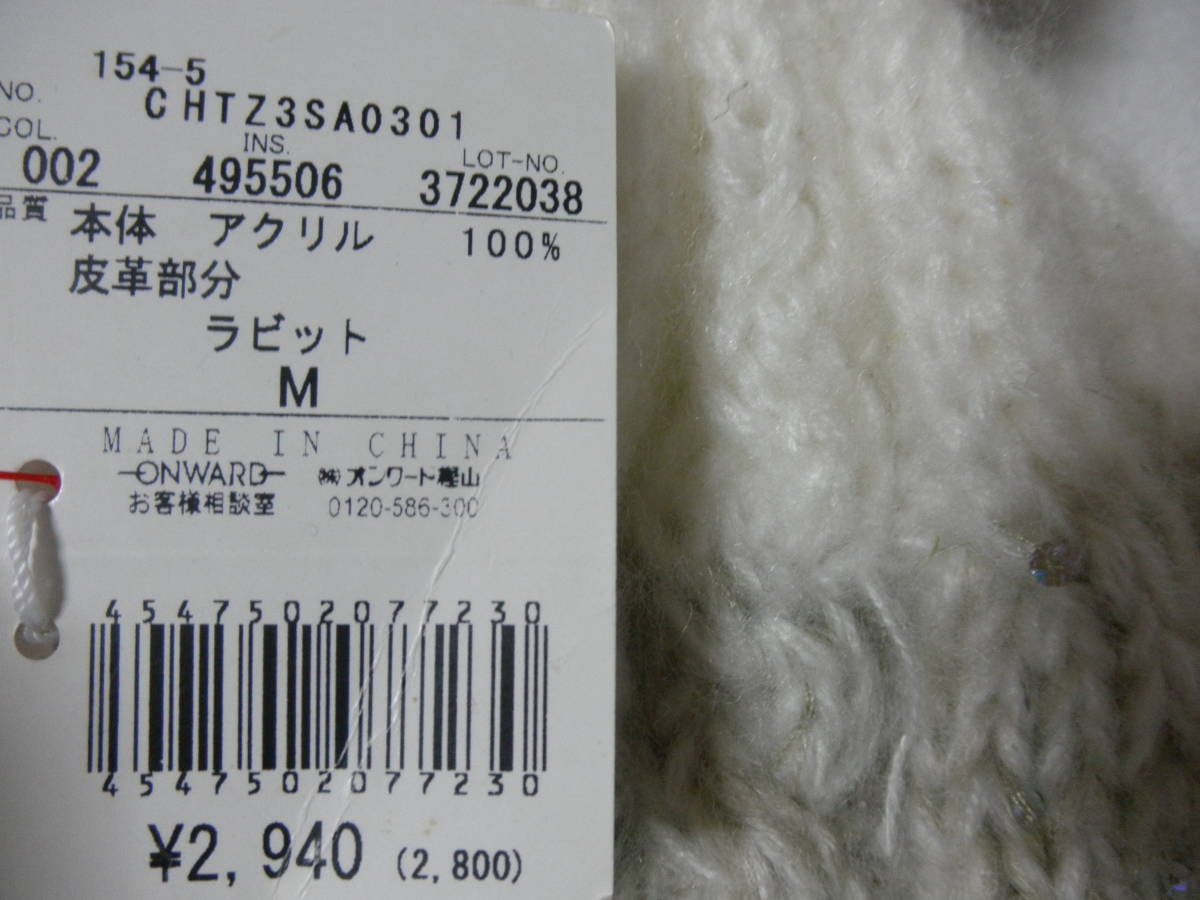 154-5
NO. CHTZ3SA0301
COL. INS. LOT-NO.
002 495506 3722038
品質 本体 アクリル 100%
皮革部分
ラビット
M
MADE IN CHINA
ONWARD ㈱オンワード樫山
お客様相談室 0120-586-300
4547502077230
4547502077230
¥2,940 (2,800)